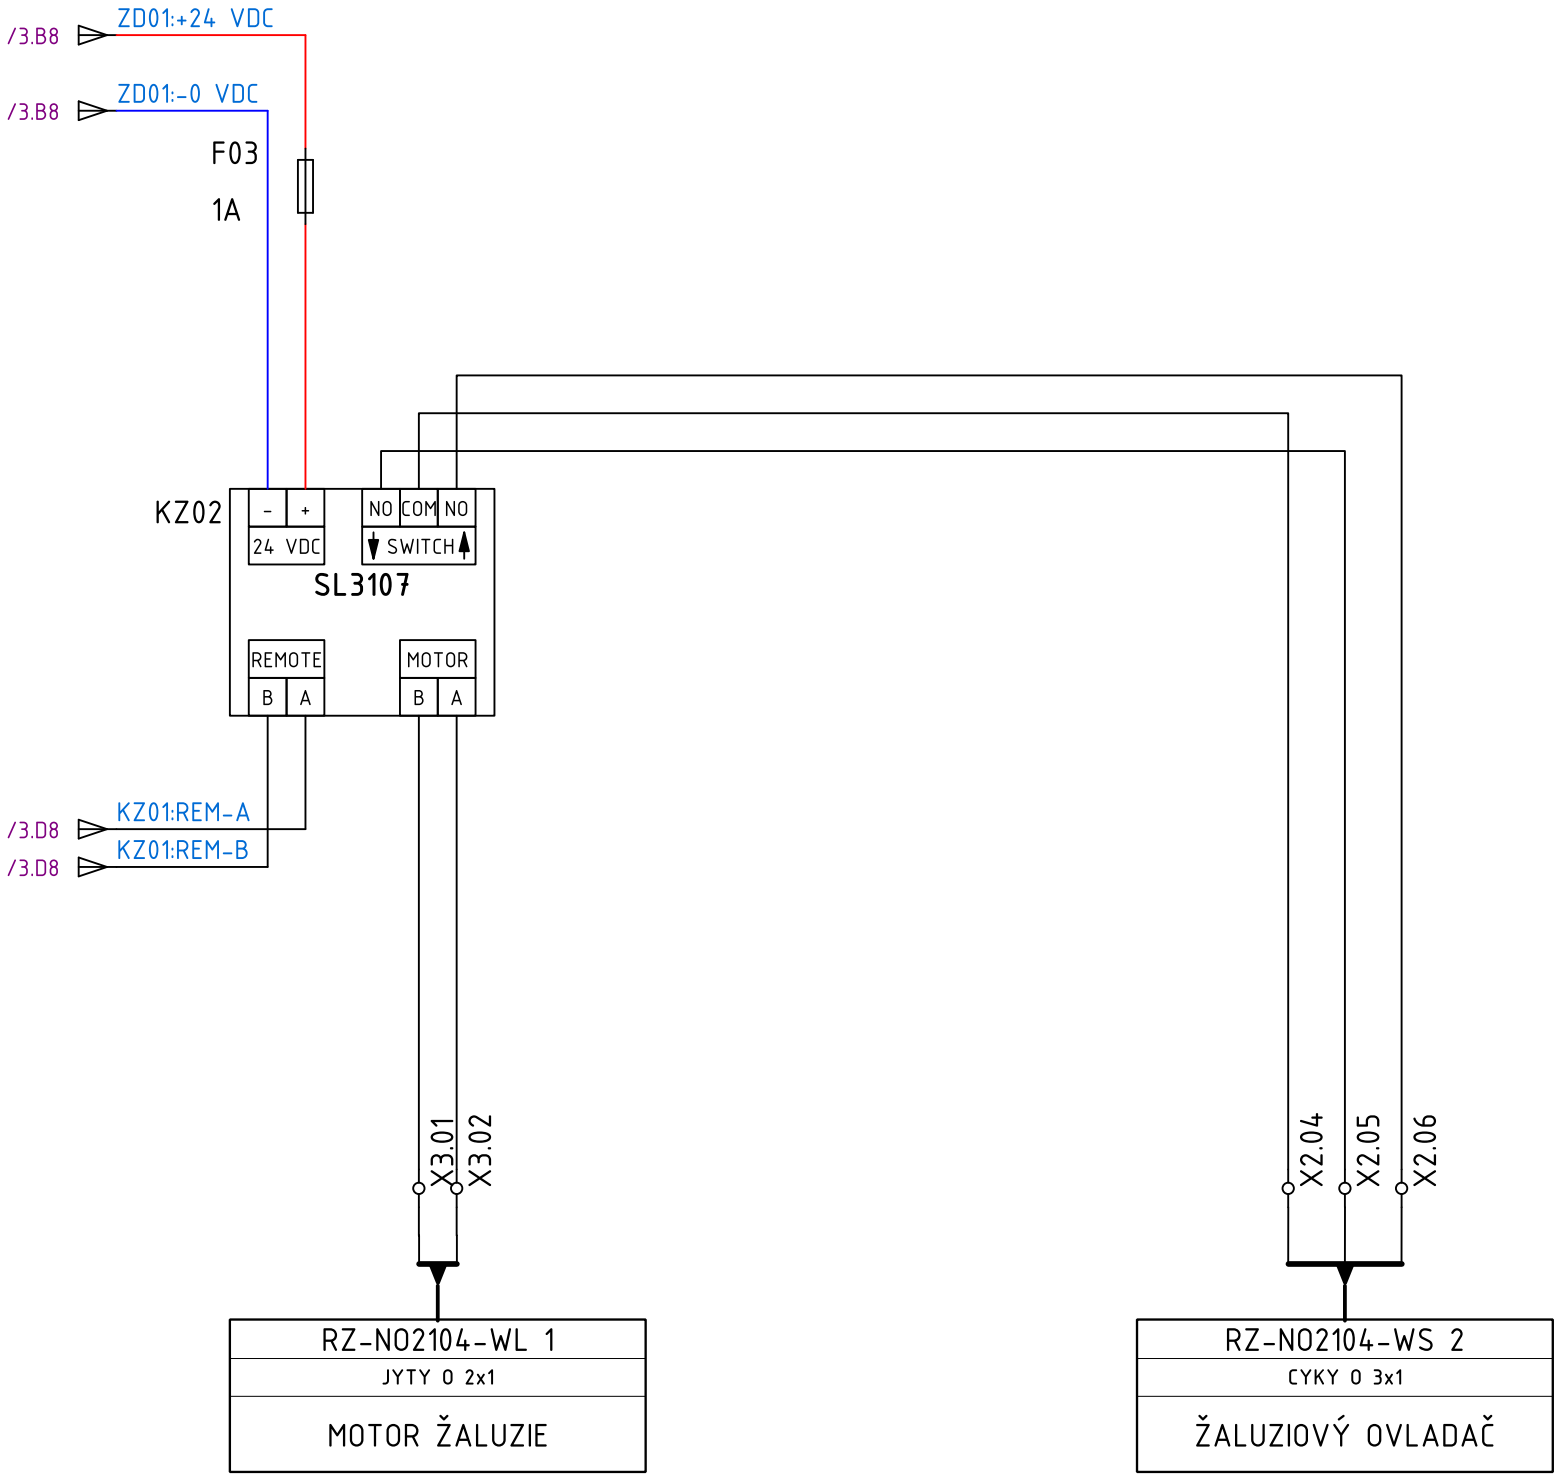 ZD01:+24 VDC
/3.B8
ZD01:-0 VDC
/3.B8
F03
1A
KZ02
- +
24 VDC
NO COM NO
SWITCH
SL3107
REMOTE
B A
MOTOR
B A
KZ01:REM-A
/3.D8
KZ01:REM-B
/3.D8
X3.01
X3.02
X2.04
X2.05
X2.06
RZ-NO2104-WL 1
JYTY O 2x1
MOTOR ŽALUZIE
RZ-NO2104-WS 2
CYKY O 3x1
ŽALUZIOVÝ OVLADAČ